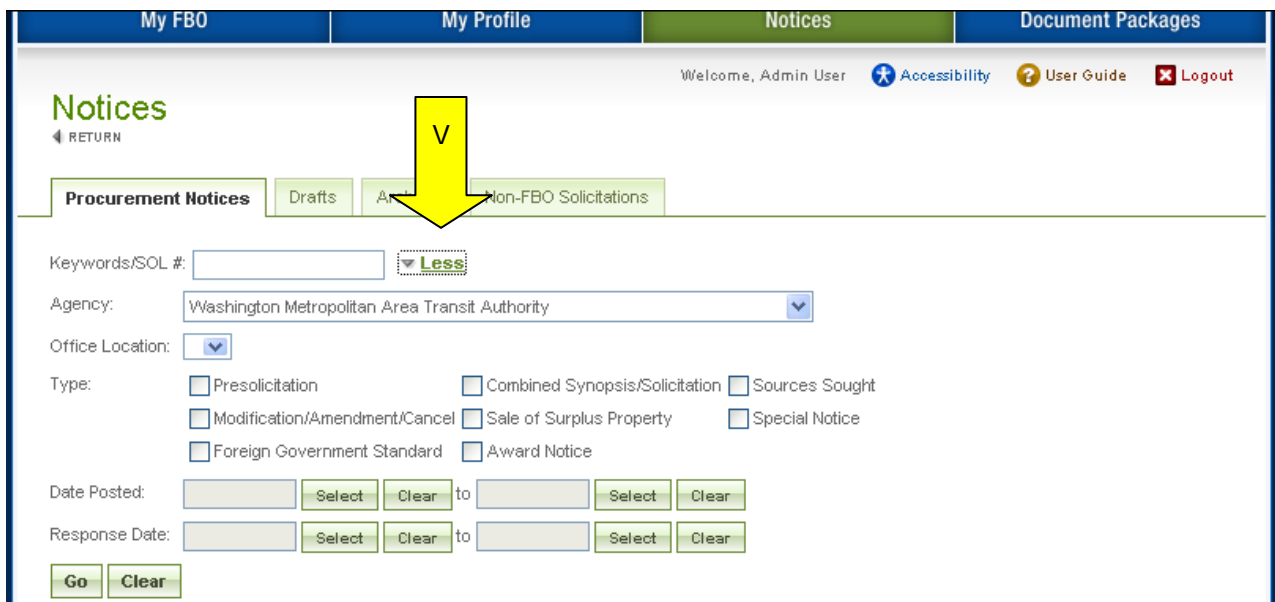 My FBO My Profile Notices Document Packages
Welcome, Admin User Accessibility User Guide Logout
Notices
RETURN
V
Procurement Notices Drafts Non-FBO Solicitations
Keywords/SOL #: Less
Agency: Washington Metropolitan Area Transit Authority
Office Location:
Type: Presolicitation Combined Synopsis/Solicitation Sources Sought
Modification/Amendment/Cancel Sale of Surplus Property Special Notice
Foreign Government Standard Award Notice
Date Posted: Select Clear to Select Clear
Response Date: Select Clear to Select Clear
Go Clear